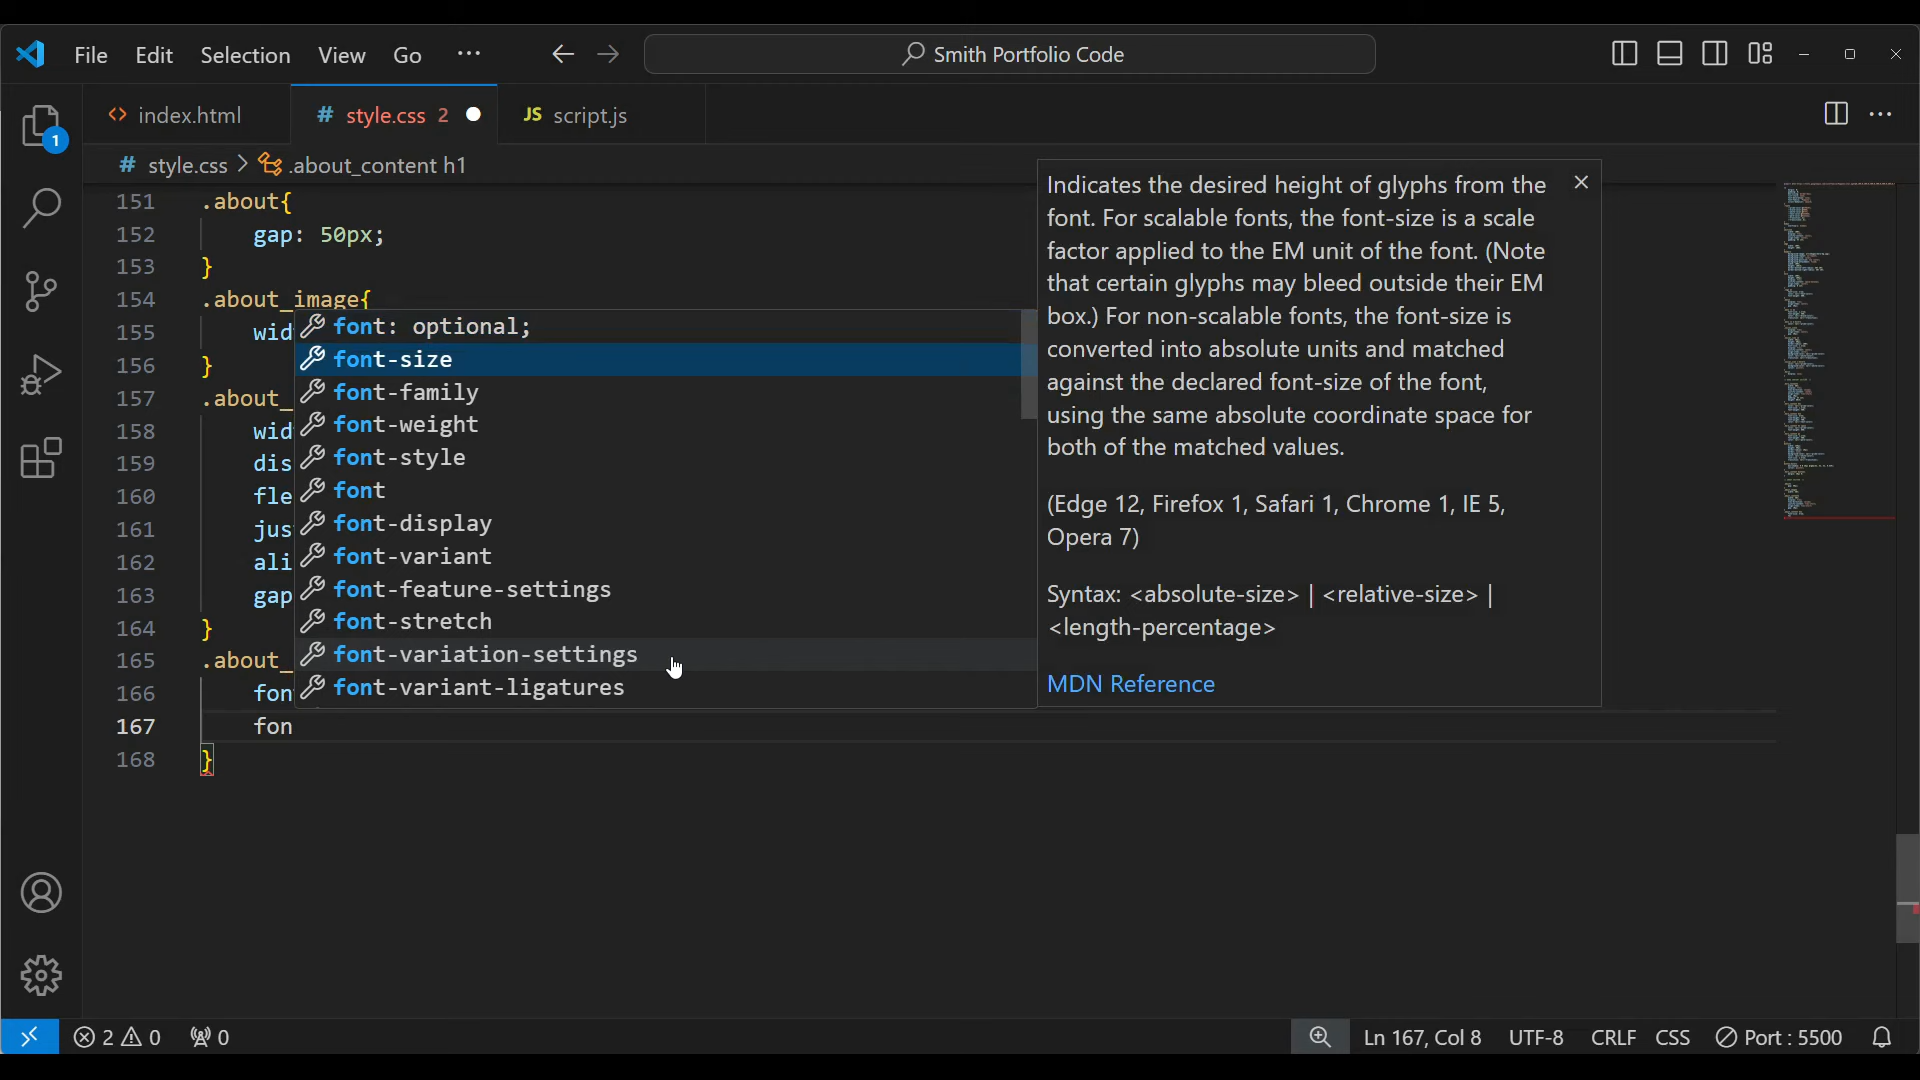 File Edit Selection View Go ··· Smith Portfolio Code
1
<> index.html # style.css 2 JS script.js
# style.css > .about_content h1
151 .about{
152 gap: 50px;
153 }
154 .about_image{
155 wid
156 }
157 .about_
158 wid
159 dis
160 fle
161 jus
162 ali
163 gap
164 }
165 .about_
166 fon
167 fon
168 }
font: optional;
font-size
font-family
font-weight
font-style
font
font-display
font-variant
font-feature-settings
font-stretch
font-variation-settings
font-variant-ligatures
Indicates the desired height of glyphs from the
font. For scalable fonts, the font-size is a scale
factor applied to the EM unit of the font. (Note
that certain glyphs may bleed outside their EM
box.) For non-scalable fonts, the font-size is
converted into absolute units and matched
against the declared font-size of the font,
using the same absolute coordinate space for
both of the matched values.
(Edge 12, Firefox 1, Safari 1, Chrome 1, IE 5,
Opera 7)
Syntax: <absolute-size> | <relative-size> |
<length-percentage>
MDN Reference
2 0 0 Ln 167, Col 8 UTF-8 CRLF CSS Port : 5500